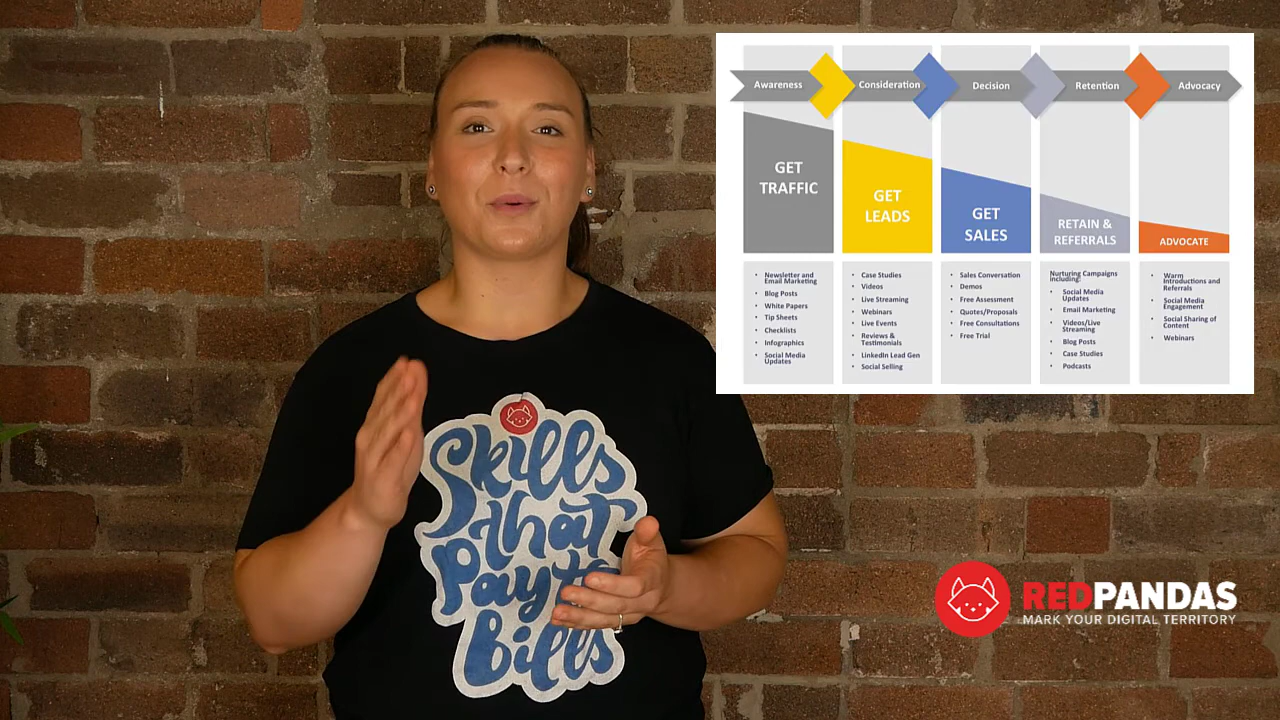 Awareness
Consideration
Decision
Retention
Advocacy
GET
TRAFFIC
GET
LEADS
GET
SALES
RETAIN &
REFERRALS
ADVOCATE
• Newsletter and
Email Marketing
• Blog Posts
• White Papers
• Tip Sheets
• Checklists
• Infographics
• Social Media
Updates
• Case Studies
• Videos
• Live Streaming
• Webinars
• Live Events
• Reviews &
Testimonials
• LinkedIn Lead Gen
• Social Selling
• Sales Conversation
• Demos
• Free Assessment
• Quotes/Proposals
• Free Consultations
• Free Trial
Nurturing Campaigns
including:
• Social Media
Updates
• Email Marketing
• Videos/Live
Streaming
• Blog Posts
• Case Studies
• Podcasts
• Warm
Introductions and
Referrals
• Social Media
Engagement
• Social Sharing of
Content
• Webinars
Skills
that
pay
bills
REDPANDAS
MARK YOUR DIGITAL TERRITORY